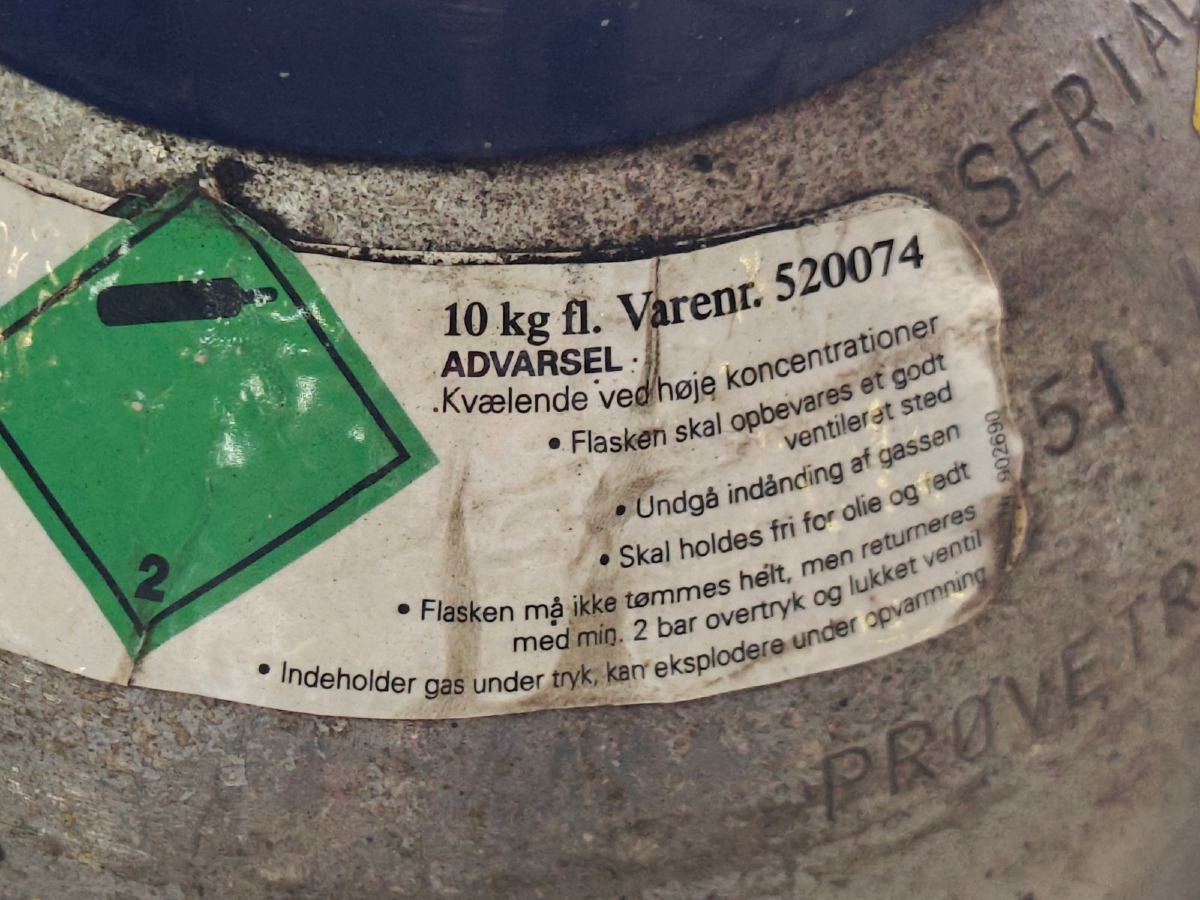 10 kg fl. Varenr. 520074
ADVARSEL
Kvælende ved høje koncentrationer
• Flasken skal opbevares et godt
ventileret sted
• Undgå indånding af gassen
• Skal holdes fri for olie og fedt
• Flasken må ikke tømmes helt, men returneres
med min. 2 bar overtryk og lukket ventil
• Indeholder gas under tryk, kan eksplodere under opvarmning
902690
2
SERIAL
51
PRØVETR